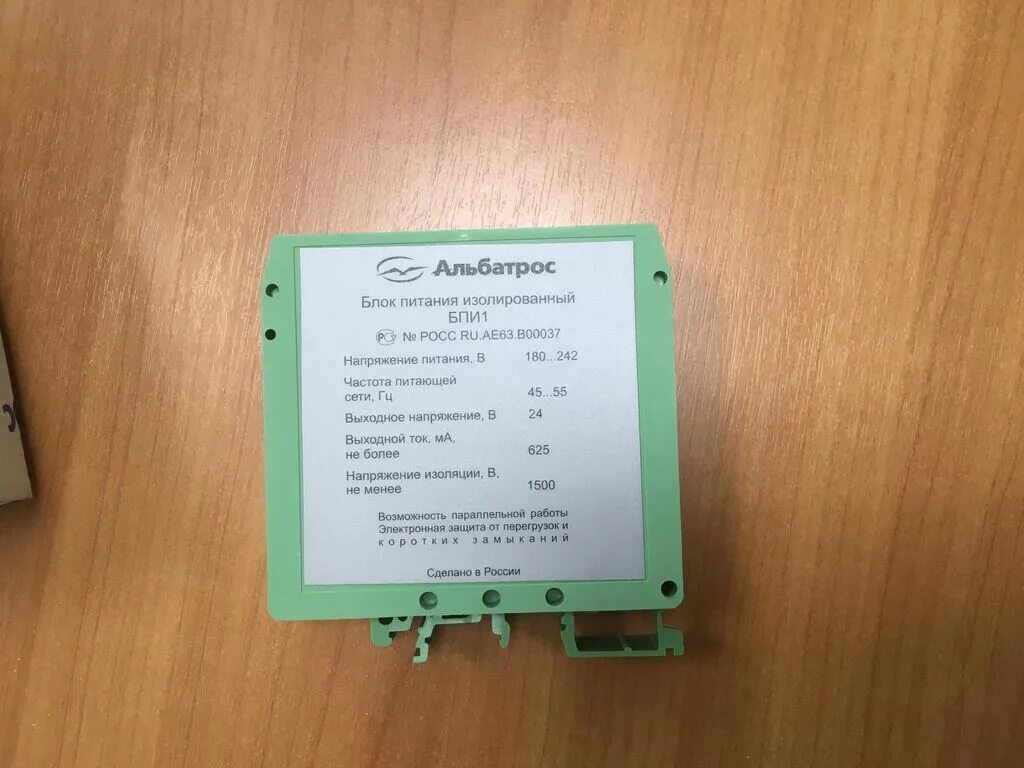 Альбатрос
Блок питания изолированный
БПИ1
№ РОСС RU.АЕ63.В00037
Напряжение питания, В 180...242
Частота питающей
сети, Гц 45...55
Выходное напряжение, В 24
Выходной ток, мА,
не более 625
Напряжение изоляции, В,
не менее 1500
Возможность параллельной работы
Электронная защита от перегрузок и
коротких замыканий
Сделано в России